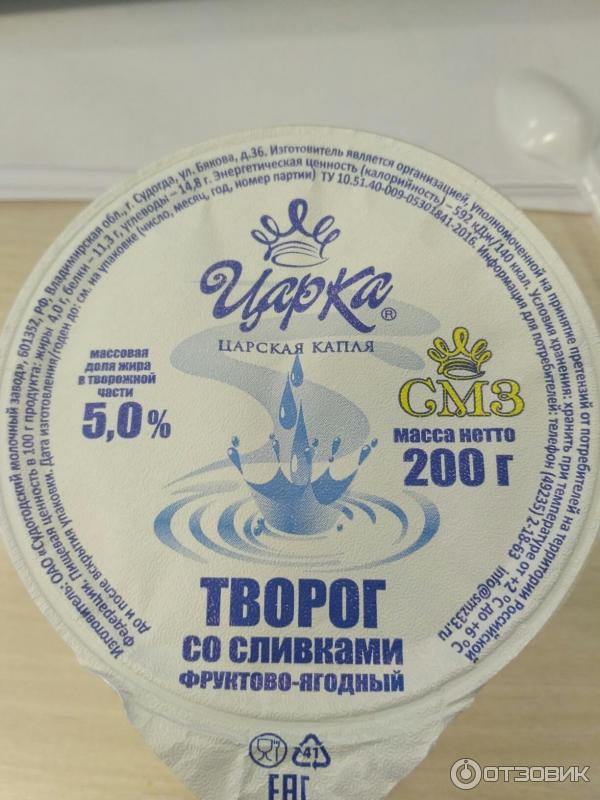 Изготовитель: ОАО «Судогодский молочный завод», 601352, РФ, Владимирская обл., г. Судогда, ул. Бякова, д.36. Изготовитель является организацией, уполномоченной на принятие претензий от потребителей на территории Российской
Федерации. Пищевая ценность в 100 г продукта: жиры 4,0 г, белки – 11,3 г, углеводы – 14,8 г. Энергетическая ценность (калорийность) – 592 кДж/140 ккал. Условия хранения: хранить при температуре от +2 °С до +6 °С
до и после вскрытия упаковки. Дата изготовления/годен до: см. на упаковке (число, месяц, год, номер партии) ТУ 10.51.40-009-05301841-2016. Информация для потребителей: телефон (49235) 2-18-63 info@smz33.ru
Царка ®
ЦАРСКАЯ КАПЛЯ
массовая
доля жира
в творожной
части
5,0%
СМЗ
масса нетто
200 г
ТВОРОГ
СО СЛИВКАМИ
ФРУКТОВО-ЯГОДНЫЙ
41
ЕАС
ОТЗОВИК